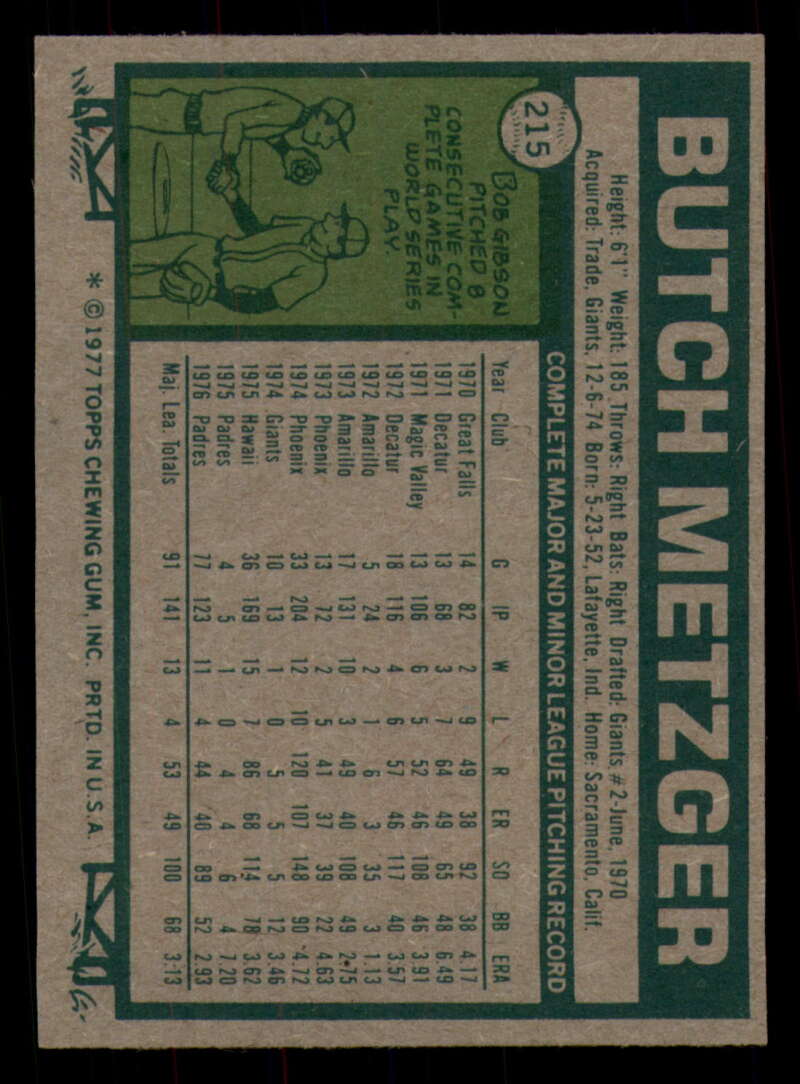 BUTCH METZGER
Height: 6'1" Weight: 185 Throws: Right Bats: Right Drafted: Giants #2-June, 1970
Acquired: Trade, Giants, 12-6-74 Born: 5-23-52, Lafayette, Ind. Home: Sacramento, Calif.
215
BOB GIBSON
PITCHED 8
CONSECUTIVE COM-
PLETE GAMES IN
WORLD SERIES
PLAY.
COMPLETE MAJOR AND MINOR LEAGUE PITCHING RECORD
Year Club G IP W L R ER SO BB ERA
1970 Great Falls 14 82 2 9 49 38 92 38 4.17
1971 Decatur 13 68 3 7 64 49 65 48 6.49
1971 Magic Valley 13 106 6 5 52 46 108 46 3.91
1972 Decatur 18 116 4 6 57 46 117 40 3.57
1972 Amarillo 5 24 2 1 6 3 35 3 1.13
1973 Amarillo 17 131 10 3 49 40 108 49 2.75
1973 Phoenix 13 72 2 5 41 37 39 22 4.63
1974 Phoenix 33 204 12 10 120 107 148 90 4.72
1974 Giants 10 13 1 0 5 5 5 12 3.46
1975 Hawaii 36 169 15 7 86 68 114 78 3.62
1975 Padres 4 5 1 0 4 4 6 4 7.20
1976 Padres 77 123 11 4 44 40 89 52 2.93
Maj. Lea. Totals 91 141 13 4 53 49 100 68 3.13
* © 1977 TOPPS CHEWING GUM, INC. PRTD. IN U.S.A.